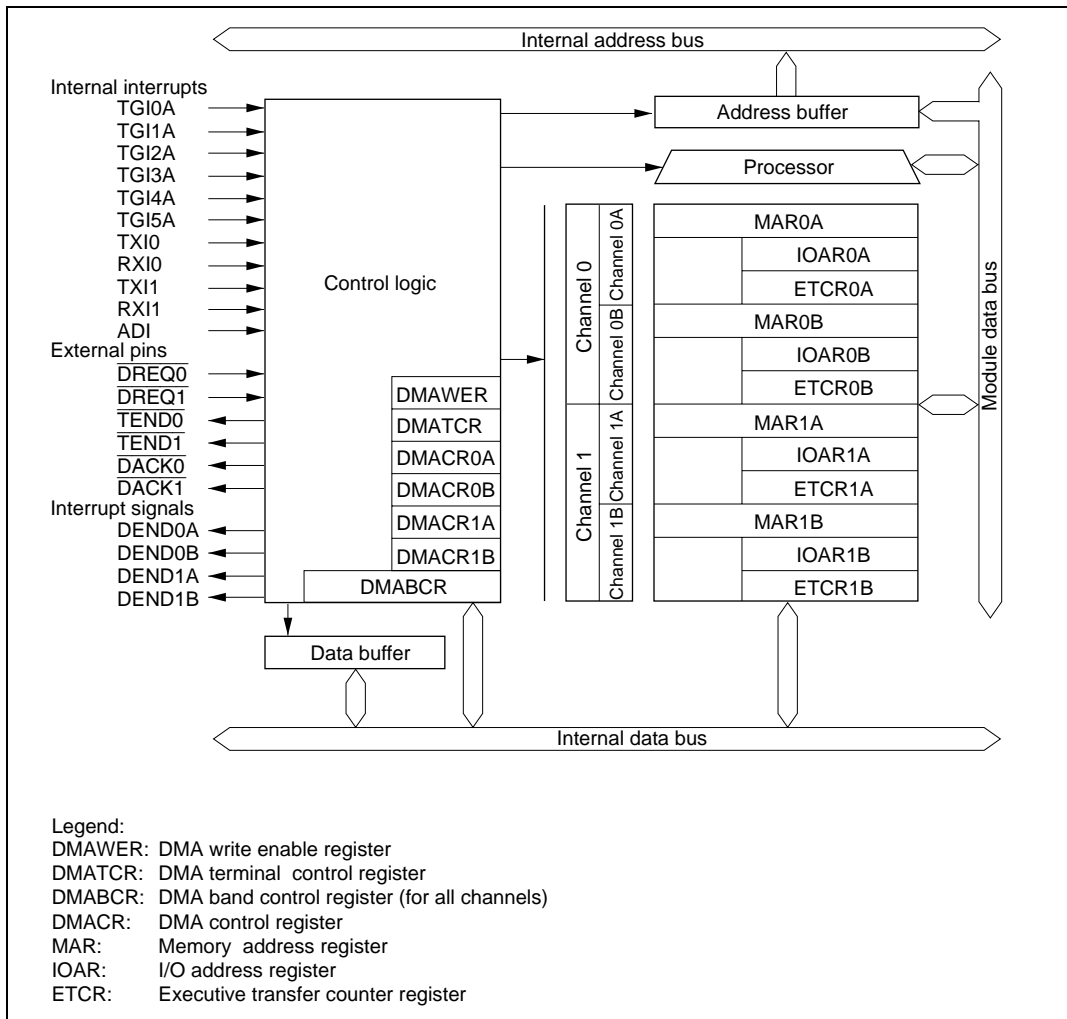 Internal address bus
Internal interrupts
TGI0A
TGI1A
TGI2A
TGI3A
TGI4A
TGI5A
TXI0
RXI0
TXI1
RXI1
ADI
External pins
DREQ0
DREQ1
TEND0
TEND1
DACK0
DACK1
Interrupt signals
DEND0A
DEND0B
DEND1A
DEND1B
Control logic
DMAWER
DMATCR
DMACR0A
DMACR0B
DMACR1A
DMACR1B
DMABCR
Data buffer
Address buffer
Processor
Channel 0
Channel 0A
Channel 0B
Channel 1
Channel 1A
Channel 1B
MAR0A
IOAR0A
ETCR0A
MAR0B
IOAR0B
ETCR0B
MAR1A
IOAR1A
ETCR1A
MAR1B
IOAR1B
ETCR1B
Module data bus
Internal data bus
Legend:
DMAWER: DMA write enable register
DMATCR: DMA terminal control register
DMABCR: DMA band control register (for all channels)
DMACR: DMA control register
MAR: Memory address register
IOAR: I/O address register
ETCR: Executive transfer counter register